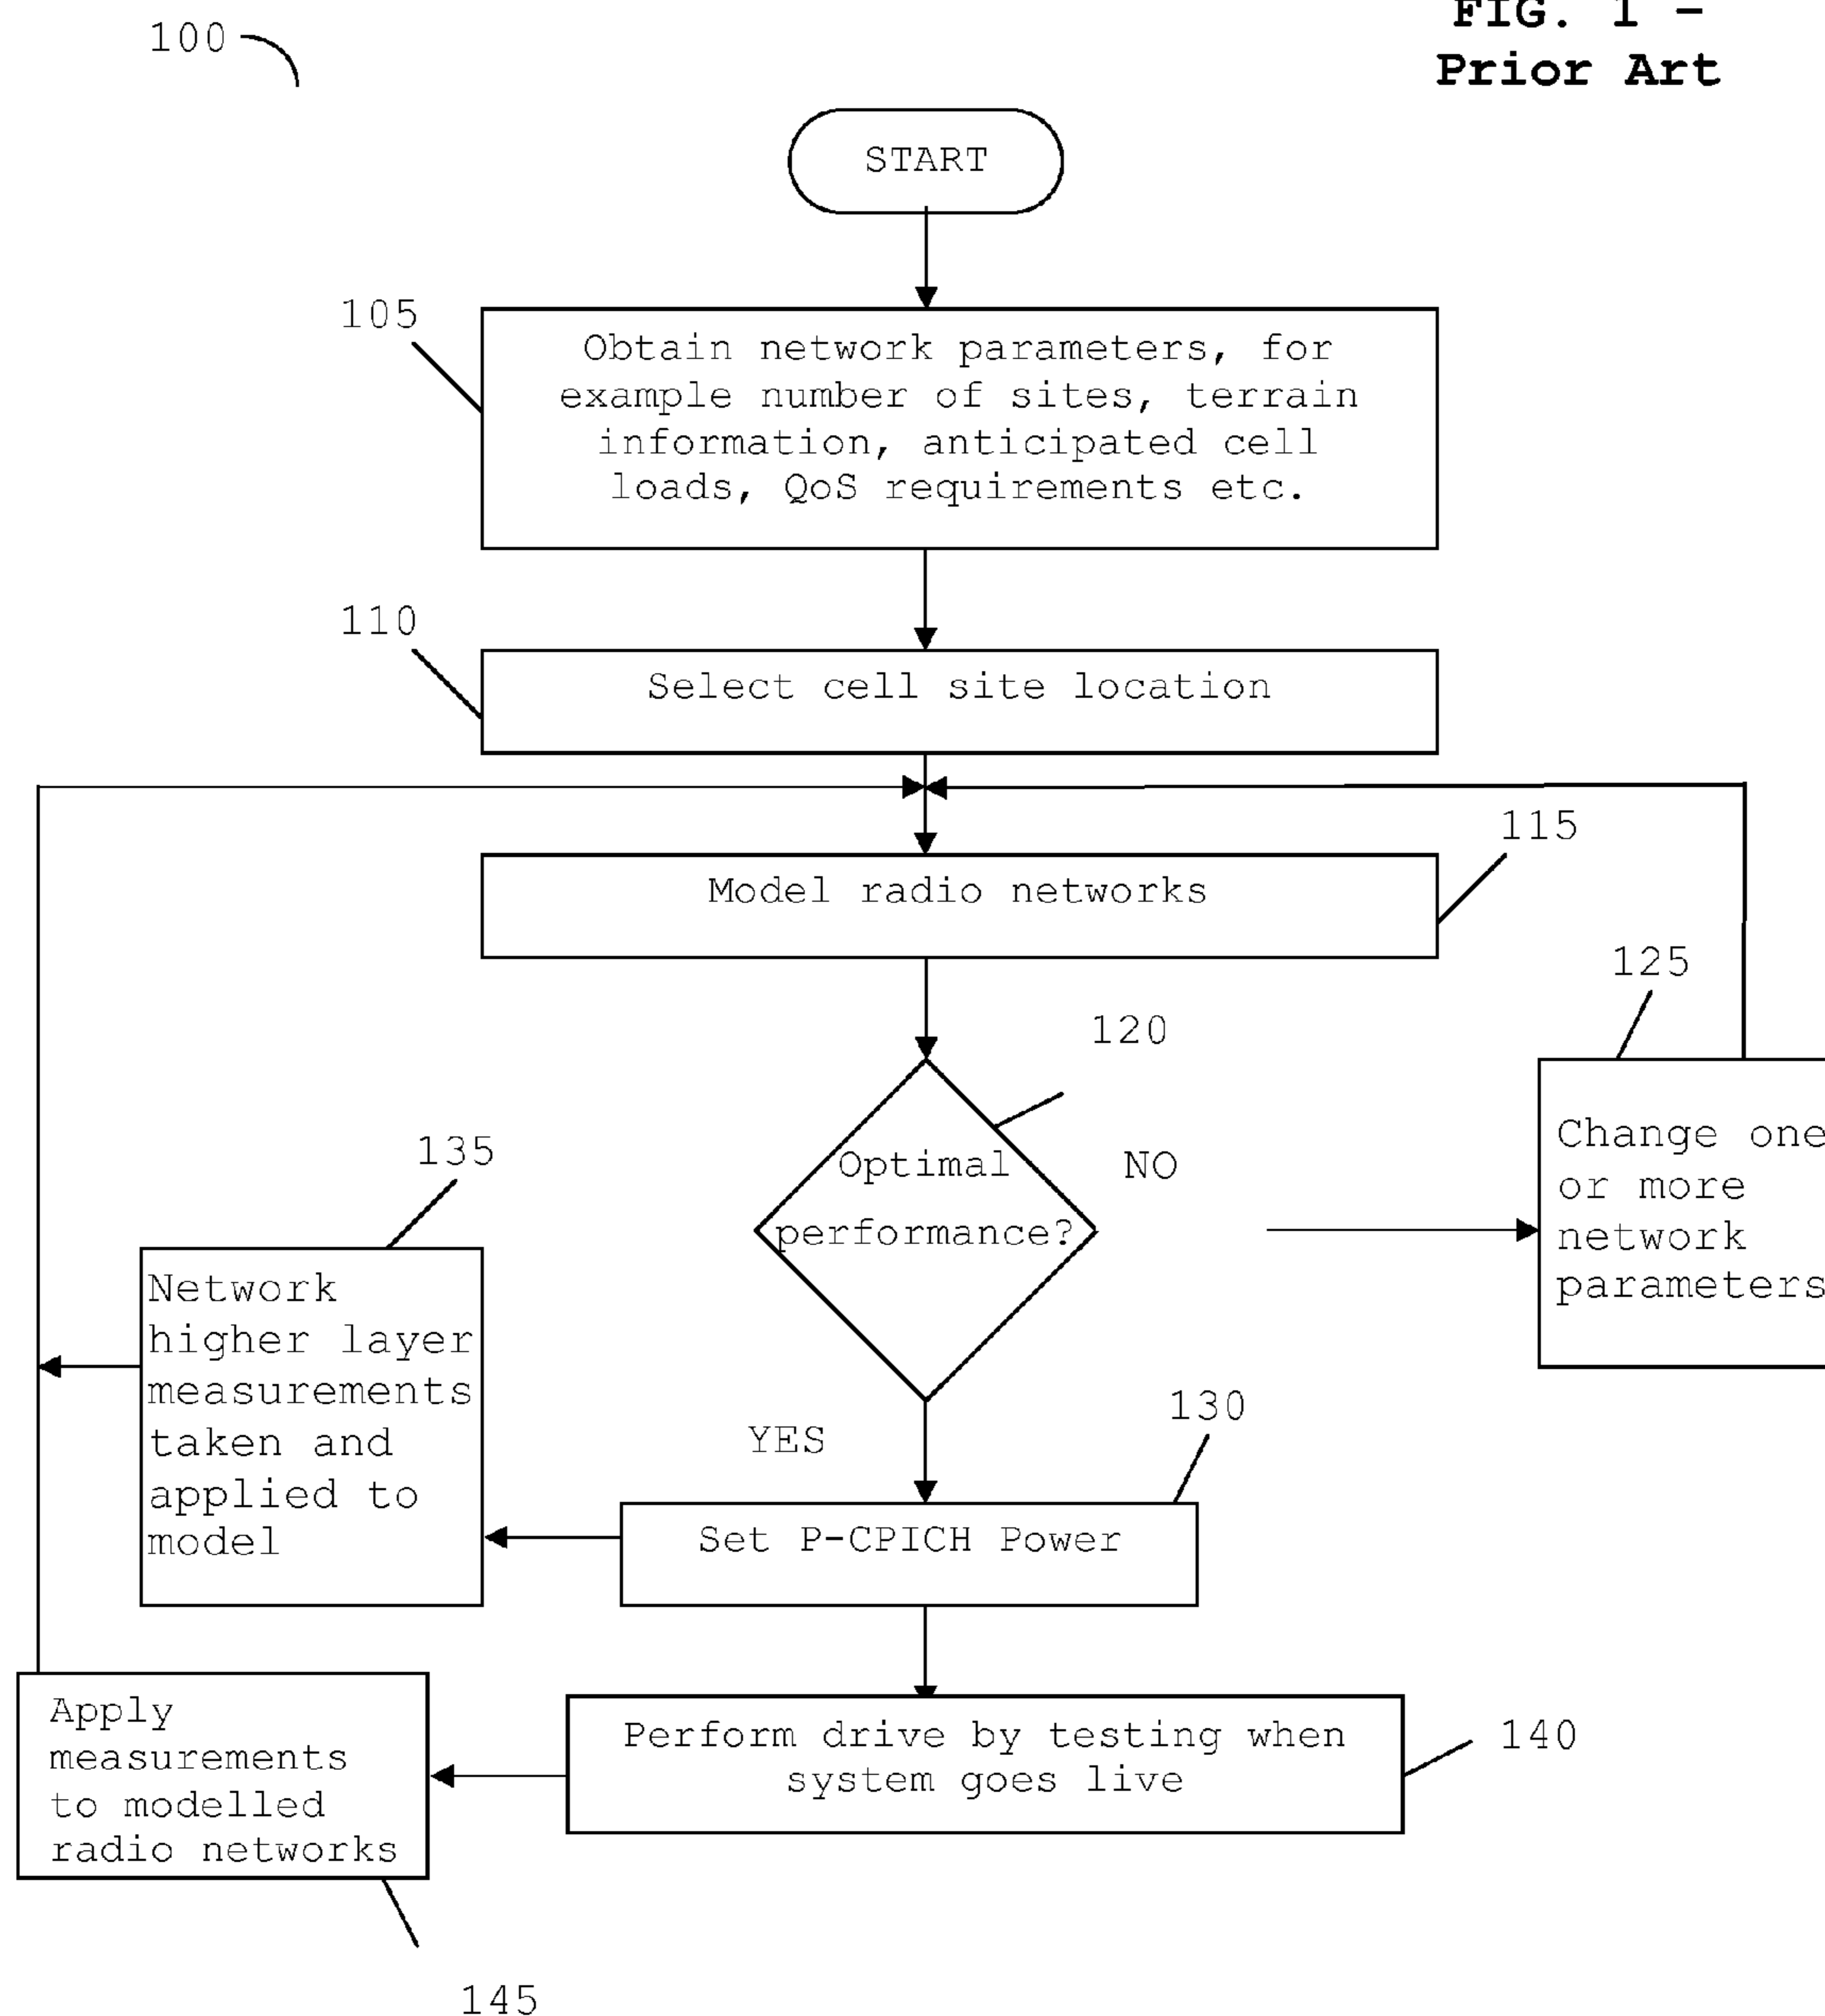 FIG. 1 –
Prior Art
100
START
105
Obtain network parameters, for
example number of sites, terrain
information, anticipated cell
loads, QoS requirements etc.
110
Select cell site location
115
Model radio networks
120
Optimal
performance?
NO
125
Change one
or more
network
parameters
135
Network
higher layer
measurements
taken and
applied to
model
YES
130
Set P-CPICH Power
140
Perform drive by testing when
system goes live
Apply
measurements
to modelled
radio networks
145